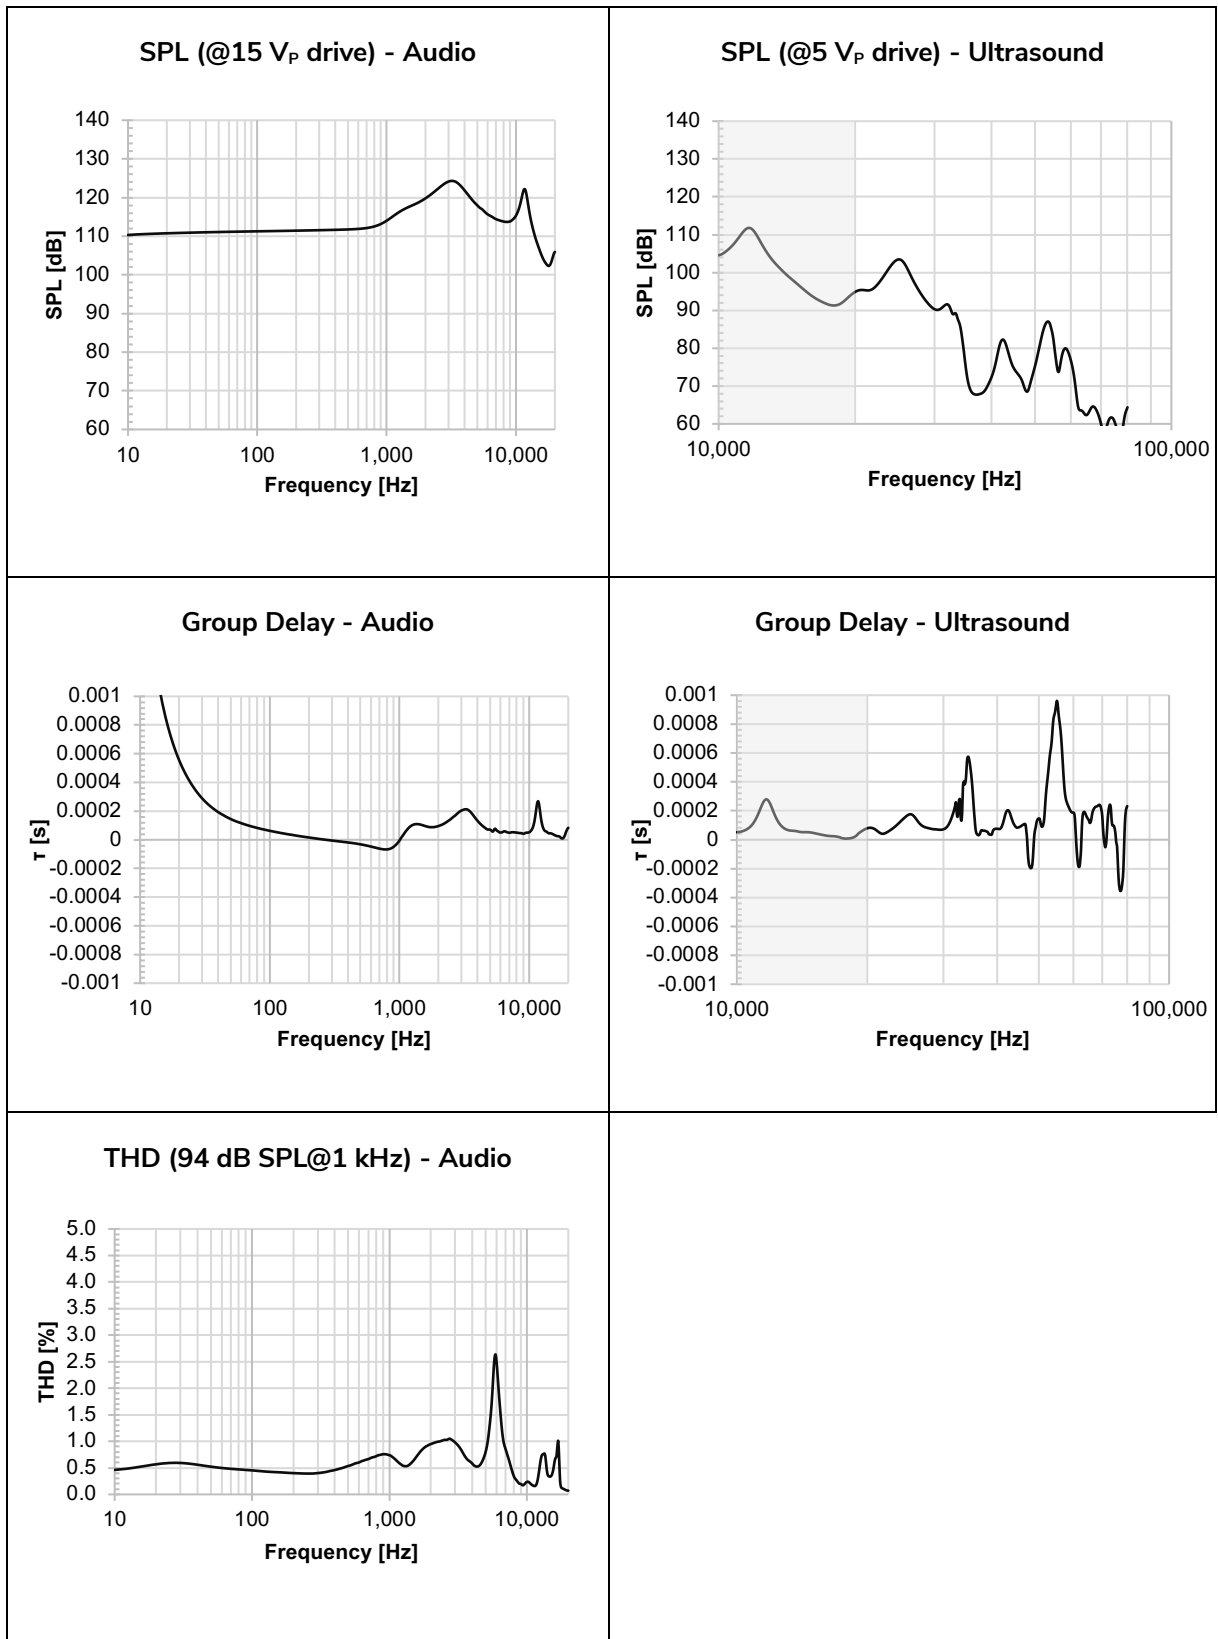 SPL (@15 VP drive) - Audio
140
130
120
110
100
90
80
70
60
SPL [dB]
10 100 1,000 10,000
Frequency [Hz]
SPL (@5 VP drive) - Ultrasound
140
130
120
110
100
90
80
70
60
SPL [dB]
10,000 100,000
Frequency [Hz]
Group Delay - Audio
0.001
0.0008
0.0006
0.0004
0.0002
0
-0.0002
-0.0004
-0.0006
-0.0008
-0.001
τ [s]
10 100 1,000 10,000
Frequency [Hz]
Group Delay - Ultrasound
0.001
0.0008
0.0006
0.0004
0.0002
0
-0.0002
-0.0004
-0.0006
-0.0008
-0.001
τ [s]
10,000 100,000
Frequency [Hz]
THD (94 dB SPL@1 kHz) - Audio
5.0
4.5
4.0
3.5
3.0
2.5
2.0
1.5
1.0
0.5
0.0
THD [%]
10 100 1,000 10,000
Frequency [Hz]